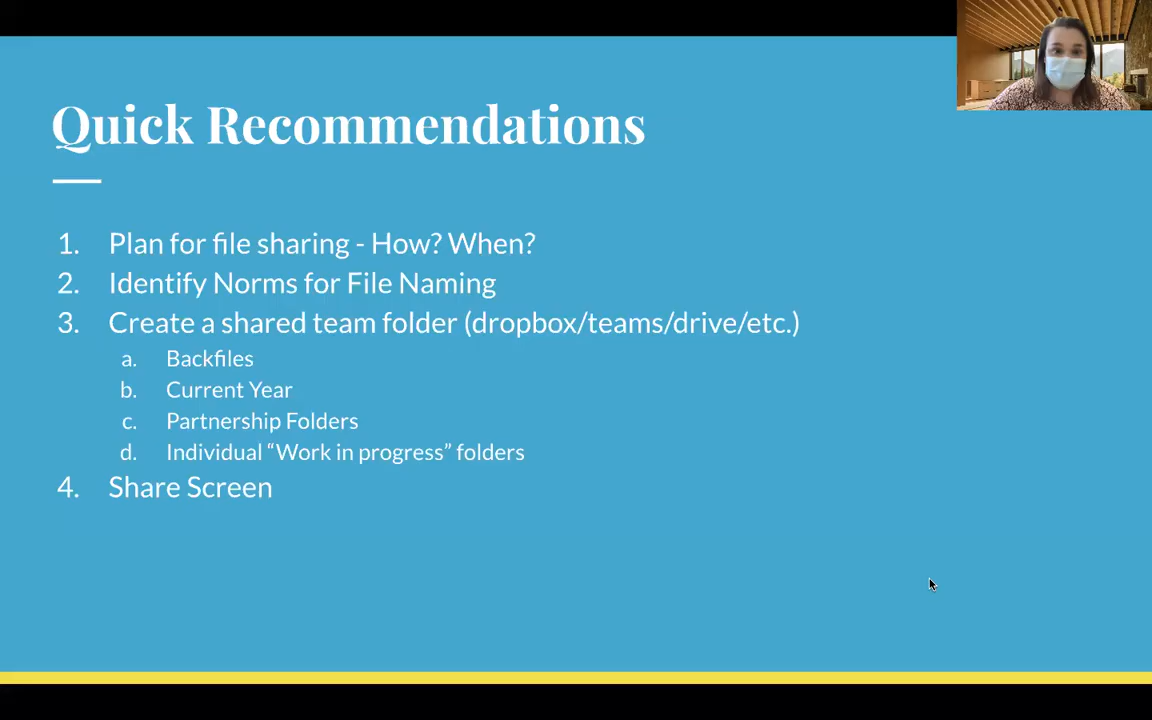 Quick Recommendations
1. Plan for file sharing - How? When?
2. Identify Norms for File Naming
3. Create a shared team folder (dropbox/teams/drive/etc.)
a. Backfiles
b. Current Year
c. Partnership Folders
d. Individual “Work in progress” folders
4. Share Screen